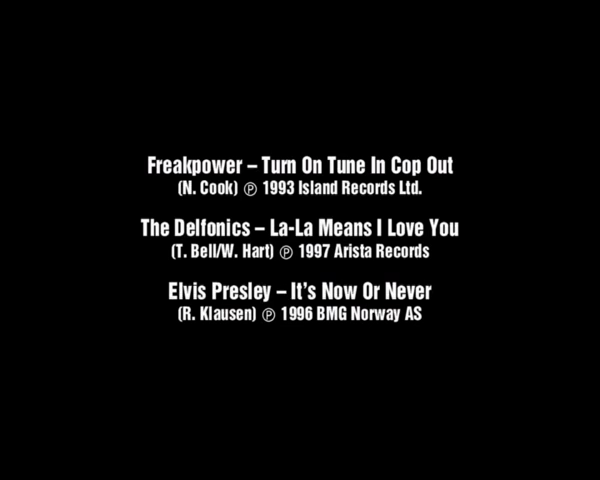 Freakpower – Turn On Tune In Cop Out
(N. Cook) ℗ 1993 Island Records Ltd.
The Delfonics – La-La Means I Love You
(T. Bell/W. Hart) ℗ 1997 Arista Records
Elvis Presley – It's Now Or Never
(R. Klausen) ℗ 1996 BMG Norway AS